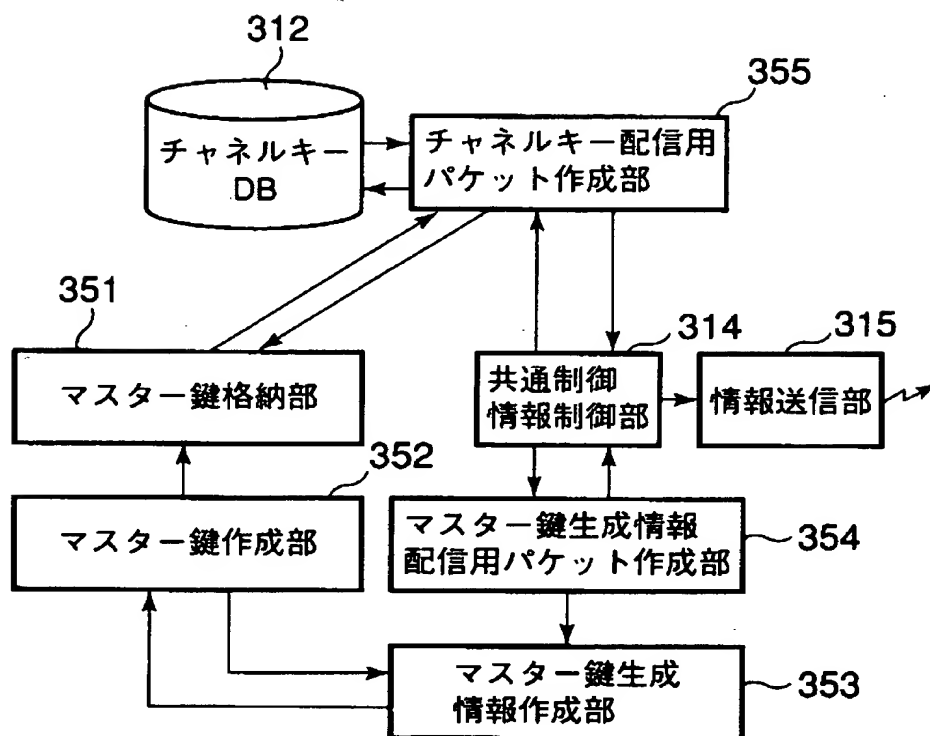 312
チャネルキー
DB
355
チャネルキー配信用
パケット作成部
351
マスター鍵格納部
314
共通制御
情報制御部
315
情報送信部
352
マスター鍵作成部
マスター鍵生成情報
配信用パケット作成部
354
マスター鍵生成
情報作成部
353